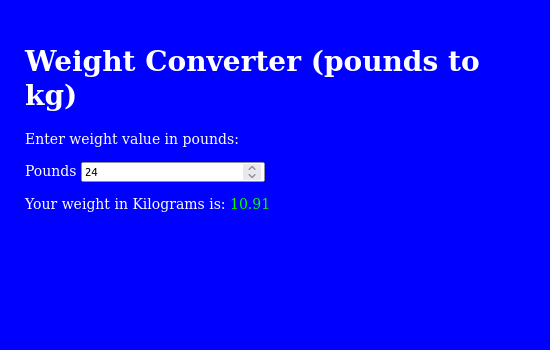 Weight Converter (pounds to
kg)
Enter weight value in pounds:
Pounds 24
Your weight in Kilograms is: 10.91